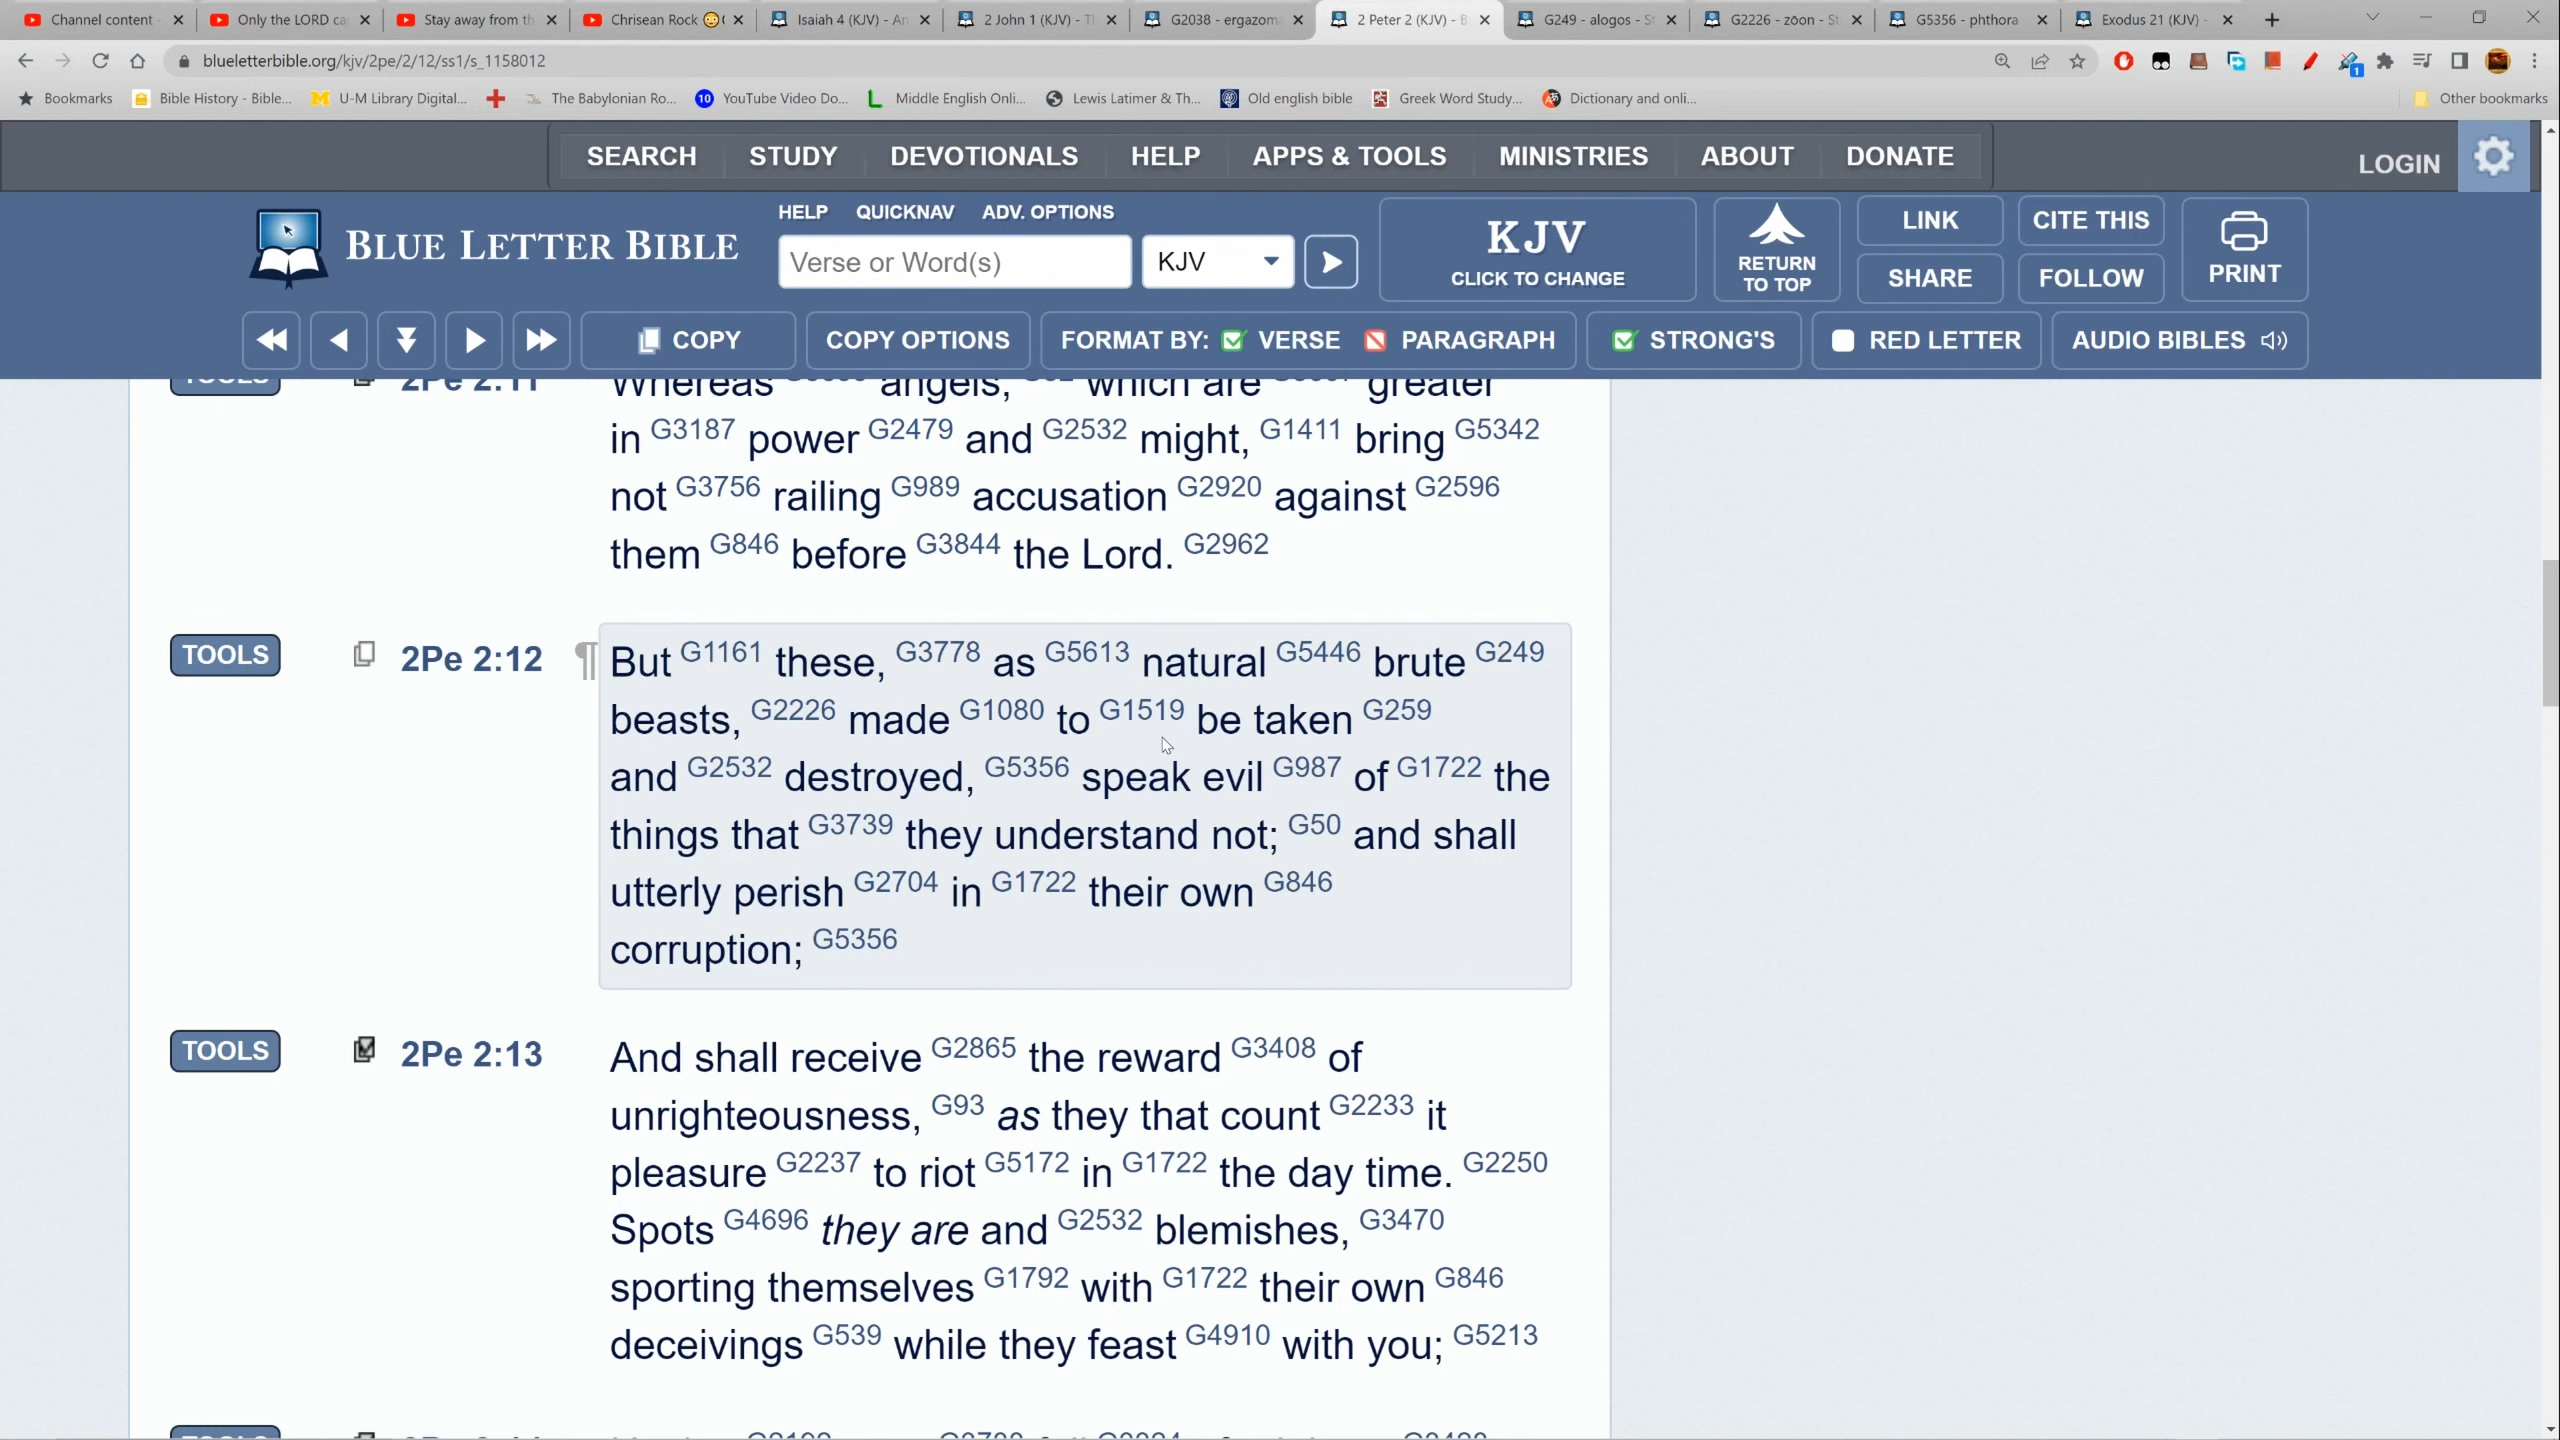 Channel content
Only the LORD ca
Stay away from th
Chrisean Rock
Isaiah 4 (KJV) - An
2 John 1 (KJV) - T
G2038 - ergazoma
2 Peter 2 (KJV) - B
G249 - alogos - St
G2226 - zōon - St
G5356 - phthora
Exodus 21 (KJV) -
blueletterbible.org/kjv/2pe/2/12/ss1/s_1158012
Bookmarks
Bible History - Bible...
U-M Library Digital...
The Babylonian Ro...
10 YouTube Video Do...
L Middle English Onli...
Lewis Latimer & Th...
Old english bible
Greek Word Study...
Dictionary and onli...
Other bookmarks
SEARCH STUDY DEVOTIONALS HELP APPS & TOOLS MINISTRIES ABOUT DONATE
LOGIN
BLUE LETTER BIBLE
HELP QUICKNAV ADV. OPTIONS
Verse or Word(s)
KJV
KJV
CLICK TO CHANGE
RETURN
TO TOP
LINK
CITE THIS
SHARE
FOLLOW
PRINT
COPY
COPY OPTIONS
FORMAT BY: VERSE PARAGRAPH
STRONG'S
RED LETTER
AUDIO BIBLES
TOOLS 2Pe 2:11 Whereas angels, which are greater
in G3187 power G2479 and G2532 might, G1411 bring G5342
not G3756 railing G989 accusation G2920 against G2596
them G846 before G3844 the Lord. G2962
TOOLS 2Pe 2:12 ¶ But G1161 these, G3778 as G5613 natural G5446 brute G249
beasts, G2226 made G1080 to G1519 be taken G259
and G2532 destroyed, G5356 speak evil G987 of G1722 the
things that G3739 they understand not; G50 and shall
utterly perish G2704 in G1722 their own G846
corruption; G5356
TOOLS 2Pe 2:13 And shall receive G2865 the reward G3408 of
unrighteousness, G93 as they that count G2233 it
pleasure G2237 to riot G5172 in G1722 the day time. G2250
Spots G4696 they are and G2532 blemishes, G3470
sporting themselves G1792 with G1722 their own G846
deceivings G539 while they feast G4910 with you; G5213